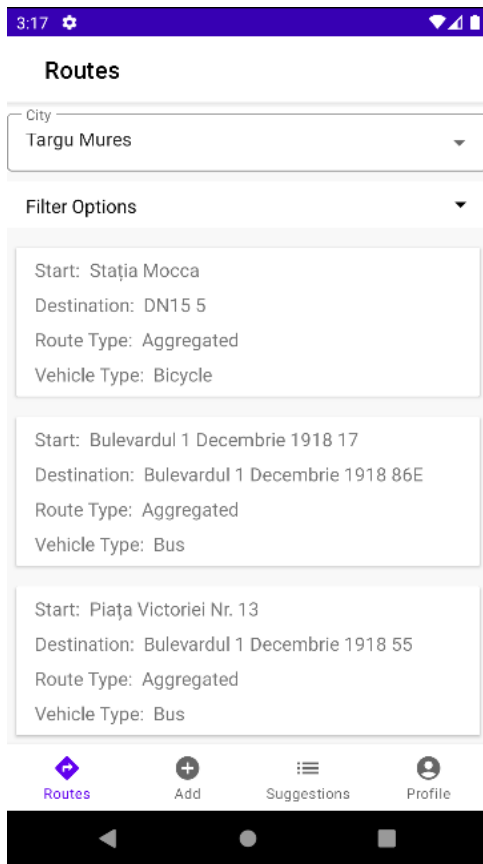 3:17
Routes
City
Targu Mures
Filter Options
Start: Stația Mocca
Destination: DN15 5
Route Type: Aggregated
Vehicle Type: Bicycle
Start: Bulevardul 1 Decembrie 1918 17
Destination: Bulevardul 1 Decembrie 1918 86E
Route Type: Aggregated
Vehicle Type: Bus
Start: Piața Victoriei Nr. 13
Destination: Bulevardul 1 Decembrie 1918 55
Route Type: Aggregated
Vehicle Type: Bus
Routes Add Suggestions Profile